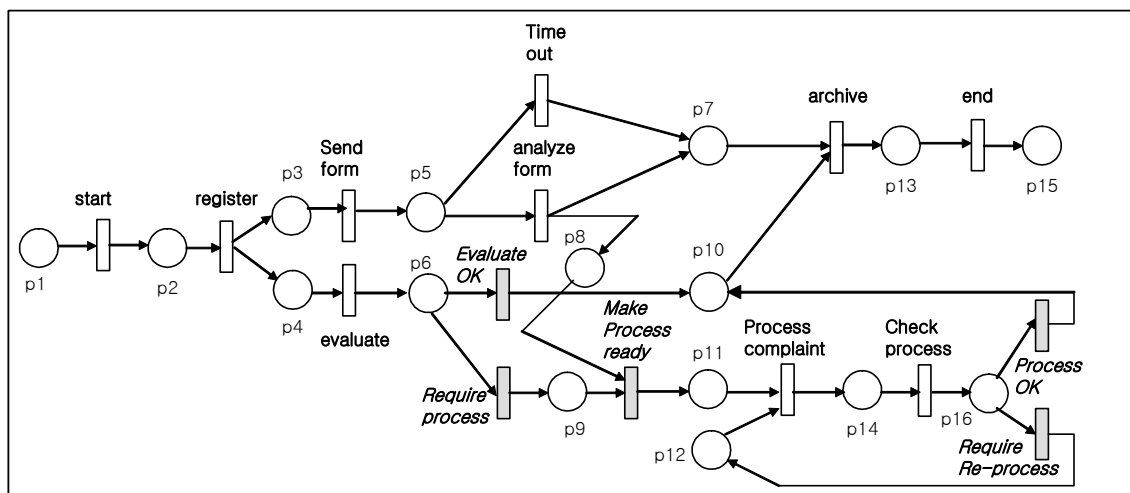 Time
out
p7
archive
end
Send
form
analyze
form
p3
p5
start
register
p13
p15
p8
Evaluate
OK
p10
p6
p1
p2
p4
Make
Process
ready
evaluate
p11
Process
complaint
Check
process
Process
OK
Require
process
p9
p14
p16
p12
Require
Re-process